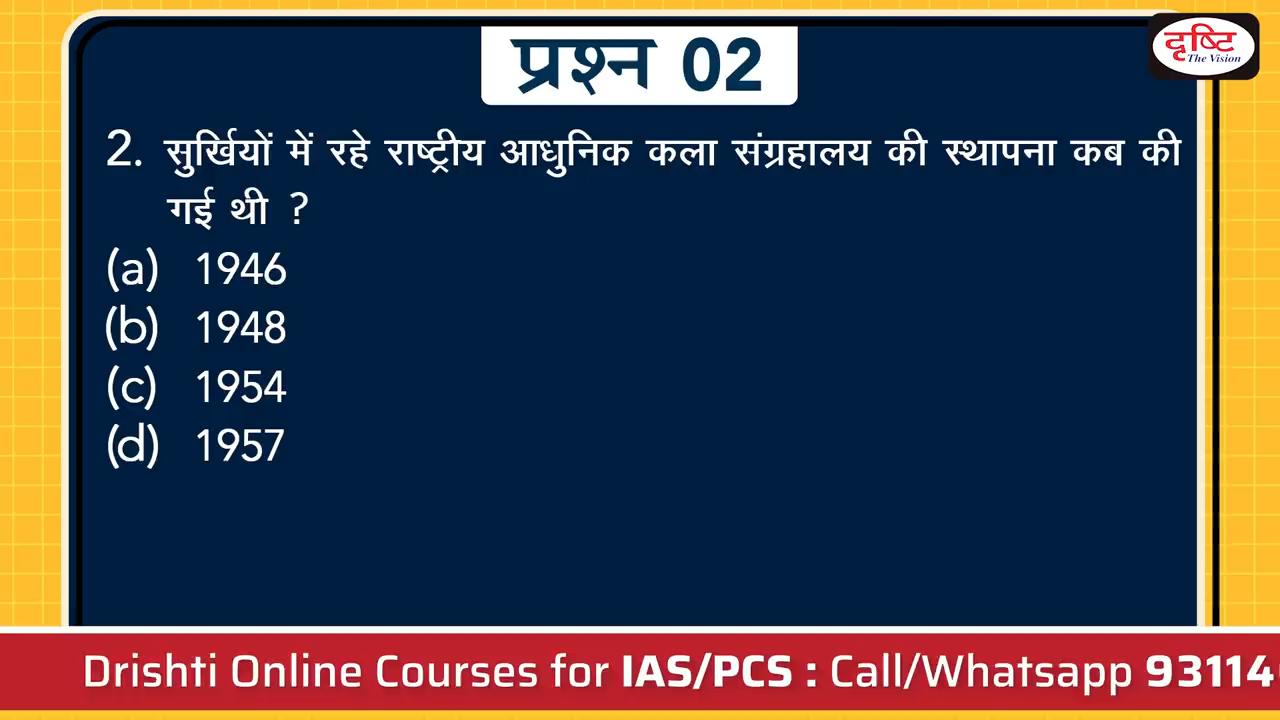 दृष्टि
The Vision
प्रश्न 02
2. सुर्खियों में रहे राष्ट्रीय आधुनिक कला संग्रहालय की स्थापना कब की
गई थी ?
(a) 1946
(b) 1948
(c) 1954
(d) 1957
Drishti Online Courses for IAS/PCS : Call/Whatsapp 93114